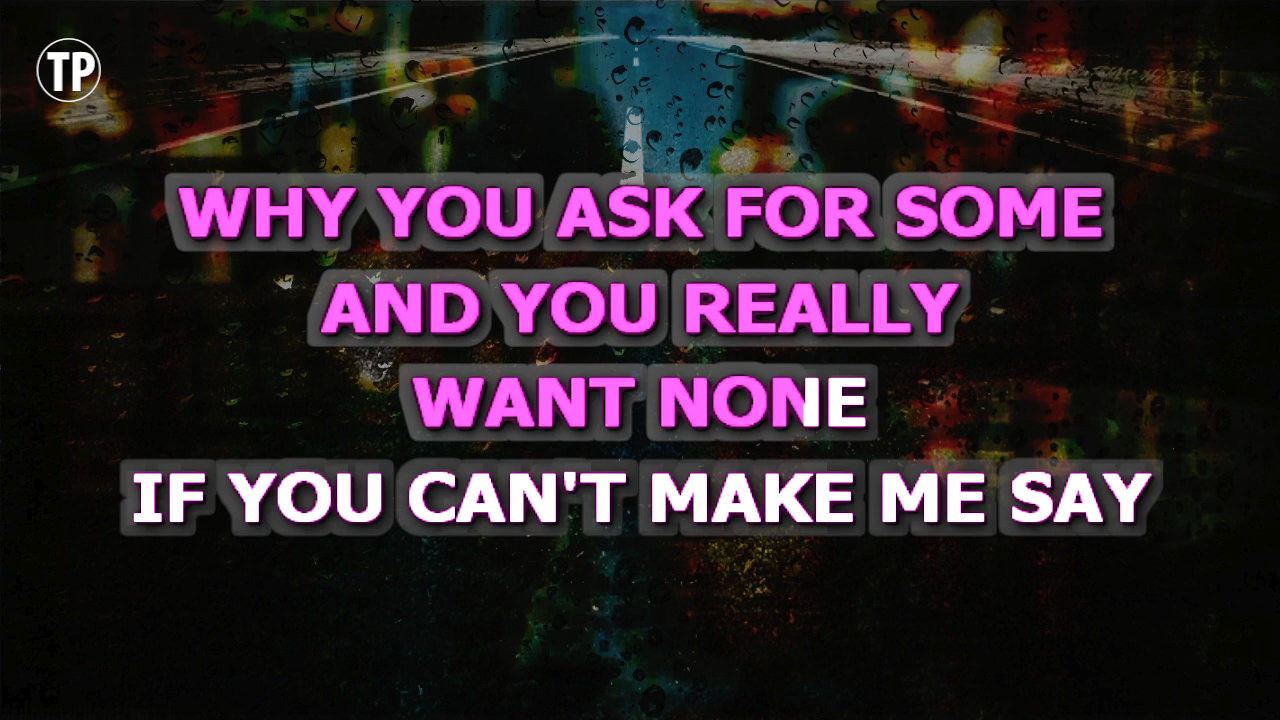 TP
WHY YOU ASK FOR SOME
AND YOU REALLY
WANT NONE
IF YOU CAN'T MAKE ME SAY